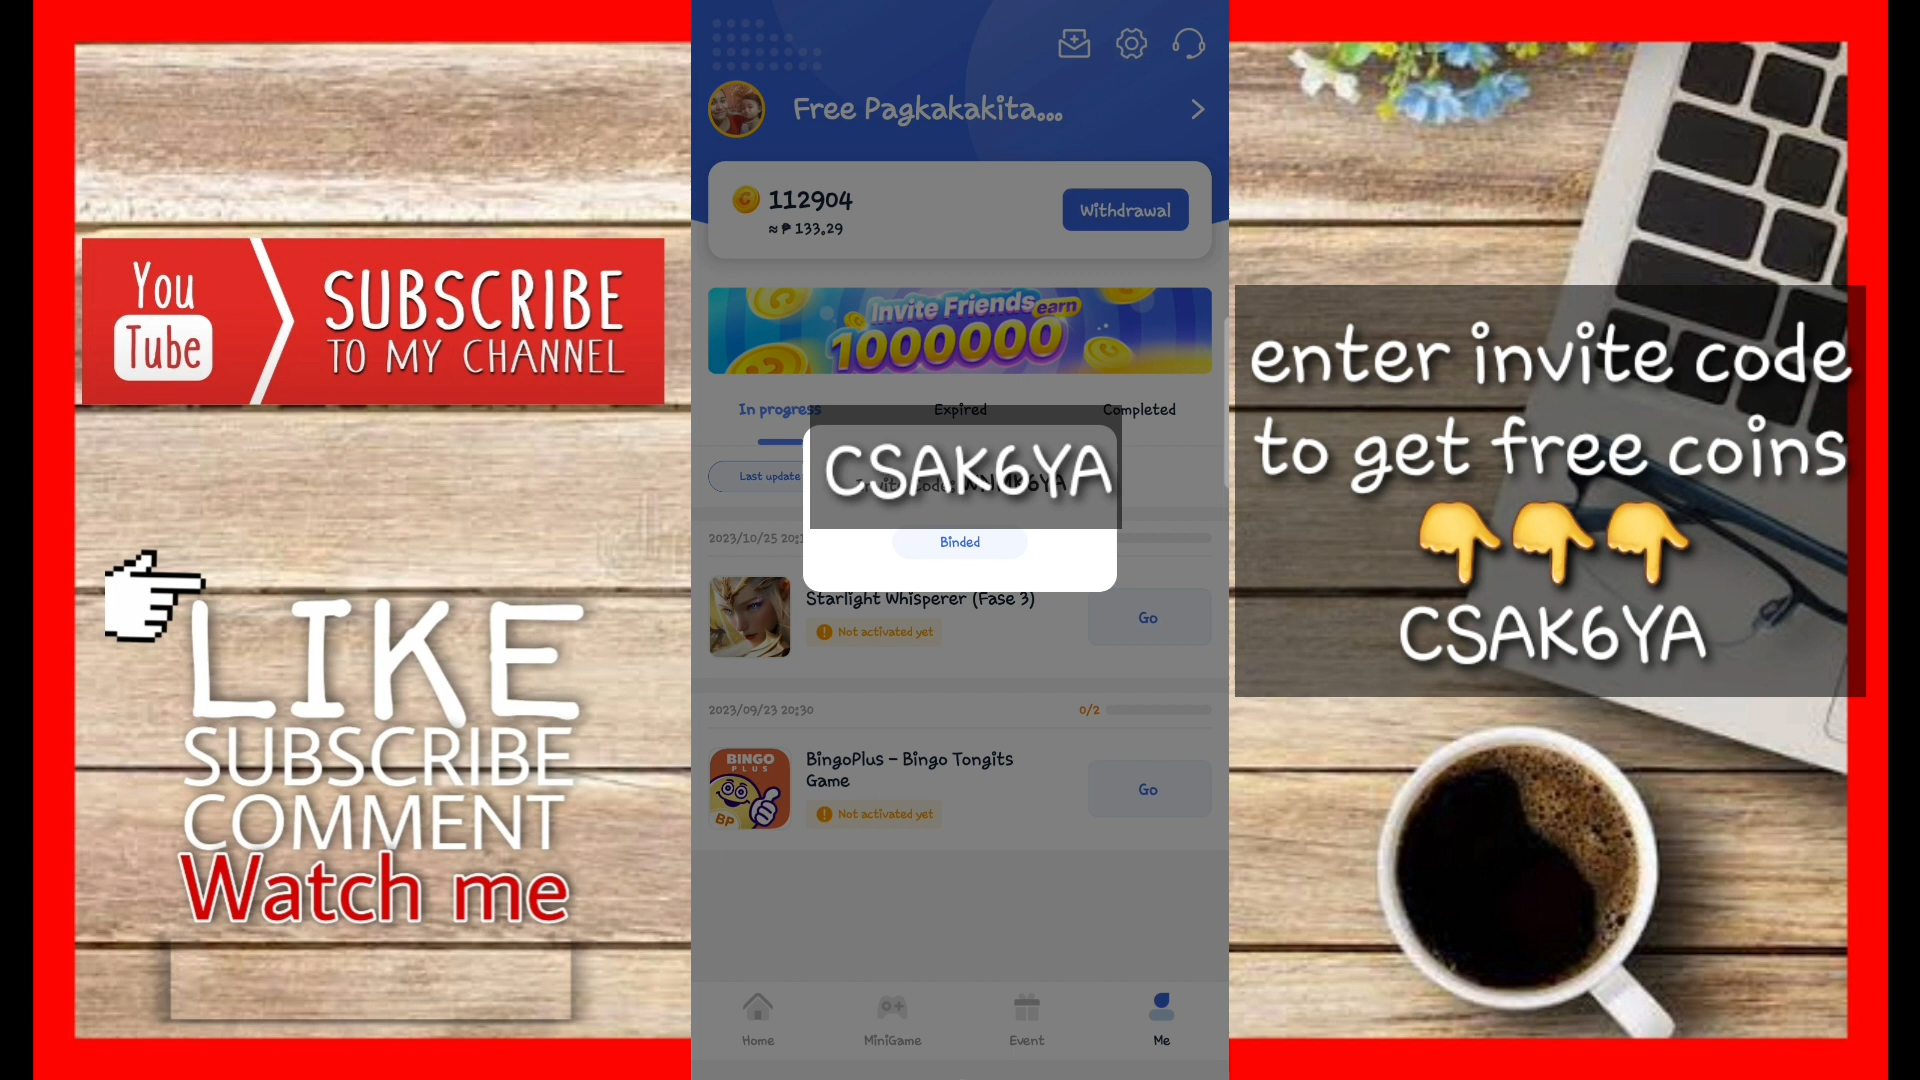 You
Tube
SUBSCRIBE
TO MY CHANNEL
LIKE
SUBSCRIBE
COMMENT
Watch me
Free Pagkakakita...
112904
≈ ₱ 133.29
Withdrawal
Invite Friends earn
1000000
In progress
Expired
Completed
Last update
CSAK6YA
Binded
2023/10/25
Starlight Whisperer (Fase 3)
Not activated yet
Go
2023/09/23 20:30
0/2
BINGO
PLUS
BP
BingoPlus - Bingo Tongits
Game
Not activated yet
Go
Home
MiniGame
Event
Me
enter invite code
to get free coins
👇👇👇
CSAK6YA